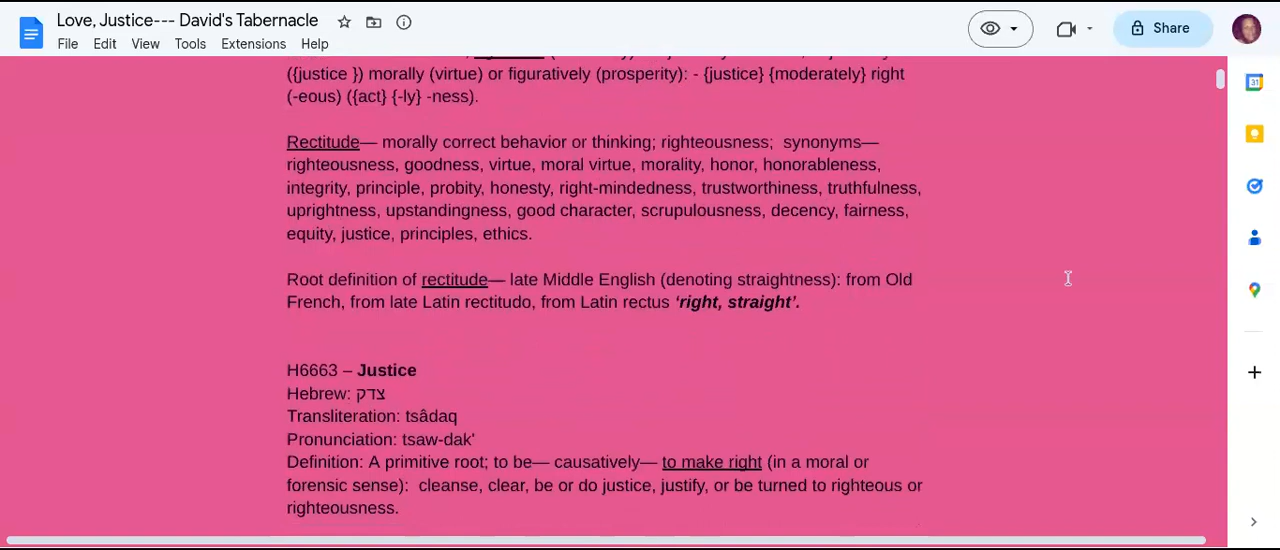 Love, Justice--- David's Tabernacle
File Edit View Tools Extensions Help
Share
31
({justice }) morally (virtue) or figuratively (prosperity): - {justice} {moderately} right
(-eous) ({act} {-ly} -ness).
Rectitude— morally correct behavior or thinking; righteousness;  synonyms—
righteousness, goodness, virtue, moral virtue, morality, honor, honorableness,
integrity, principle, probity, honesty, right-mindedness, trustworthiness, truthfulness,
uprightness, upstandingness, good character, scrupulousness, decency, fairness,
equity, justice, principles, ethics.
Root definition of rectitude— late Middle English (denoting straightness): from Old
French, from late Latin rectitudo, from Latin rectus ‘right, straight’.
H6663 – Justice
Hebrew: צדק
Transliteration: tsâdaq
Pronunciation: tsaw-dak'
Definition: A primitive root; to be— causatively— to make right (in a moral or
forensic sense):  cleanse, clear, be or do justice, justify, or be turned to righteous or
righteousness.